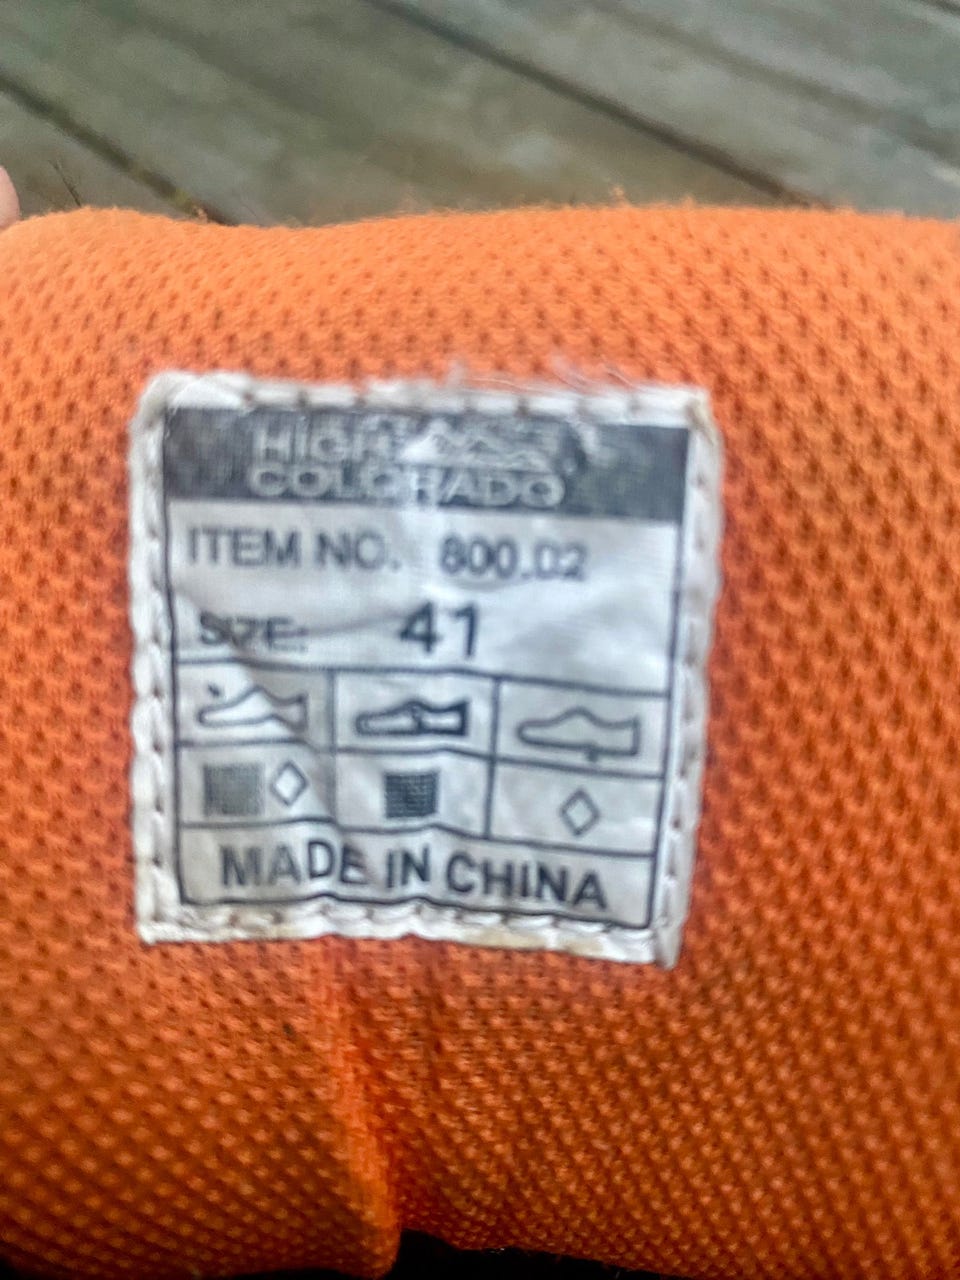 HIGH
COLORADO
ITEM NO. 800.02
SIZE: 41
MADE IN CHINA